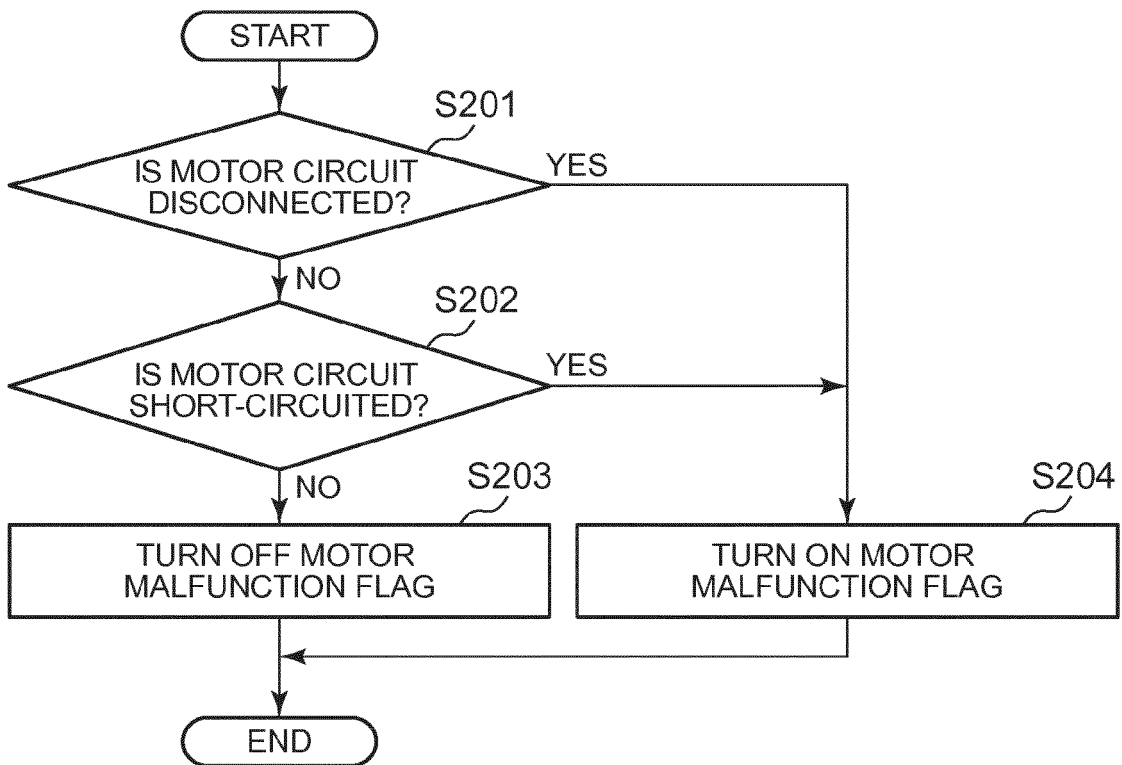 START
S201
IS MOTOR CIRCUIT
DISCONNECTED?
YES
NO
S202
IS MOTOR CIRCUIT
SHORT-CIRCUITED?
YES
NO
S203
TURN OFF MOTOR
MALFUNCTION FLAG
S204
TURN ON MOTOR
MALFUNCTION FLAG
END